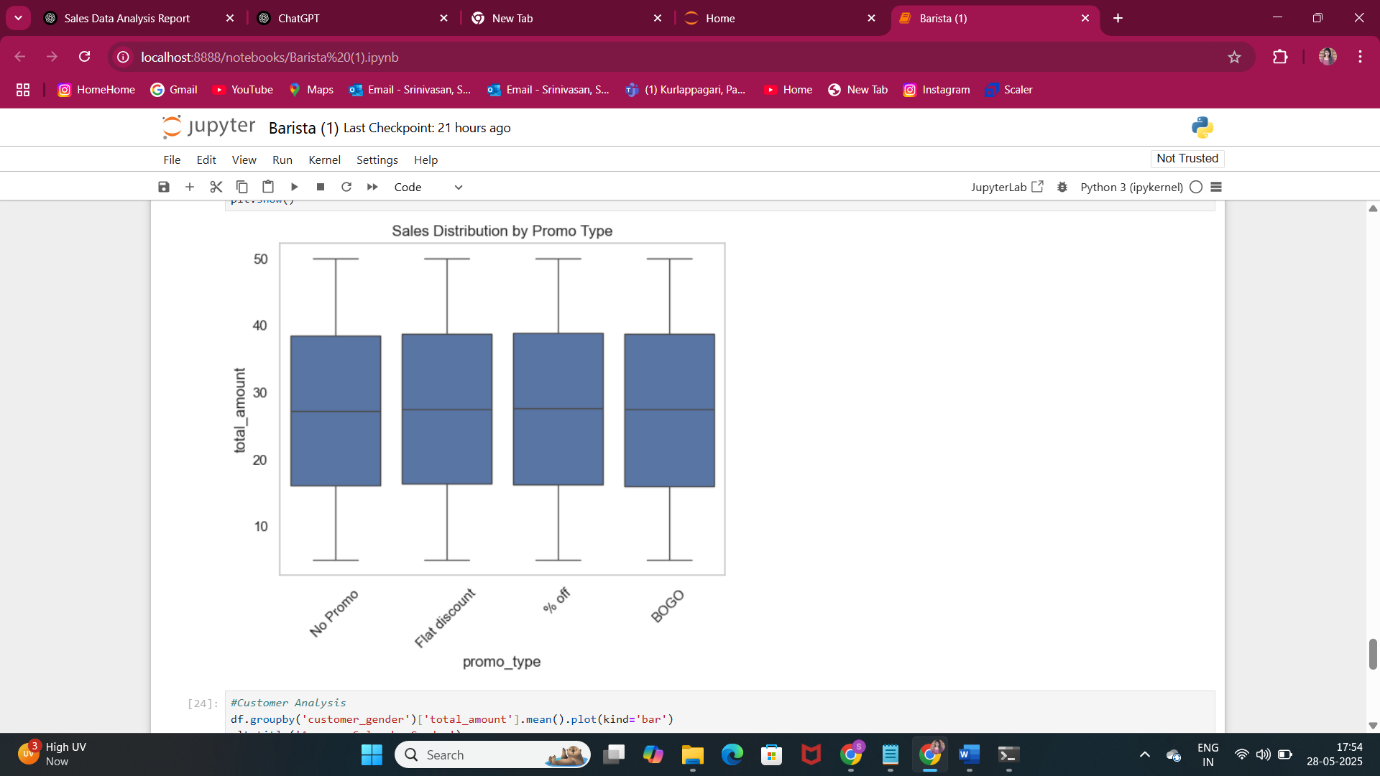 Sales Data Analysis Report
ChatGPT
New Tab
Home
Barista (1)
localhost:8888/notebooks/Barista%20(1).ipynb
HomeHome
Gmail
YouTube
Maps
Email - Srinivasan, S...
Email - Srinivasan, S...
(1) Kurlappagari, Pa...
Home
New Tab
Instagram
Scaler
jupyter Barista (1) Last Checkpoint: 21 hours ago
File Edit View Run Kernel Settings Help
Not Trusted
Code
JupyterLab
Python 3 (ipykernel)
plt.show()
Sales Distribution by Promo Type
50
40
30
20
10
total_amount
No Promo
Flat discount
% off
BOGO
promo_type
[24]:
#Customer Analysis
df.groupby('customer_gender')['total_amount'].mean().plot(kind='bar')
3
UV
High UV
Now
Search
S
ENG
IN
17:54
28-05-2025